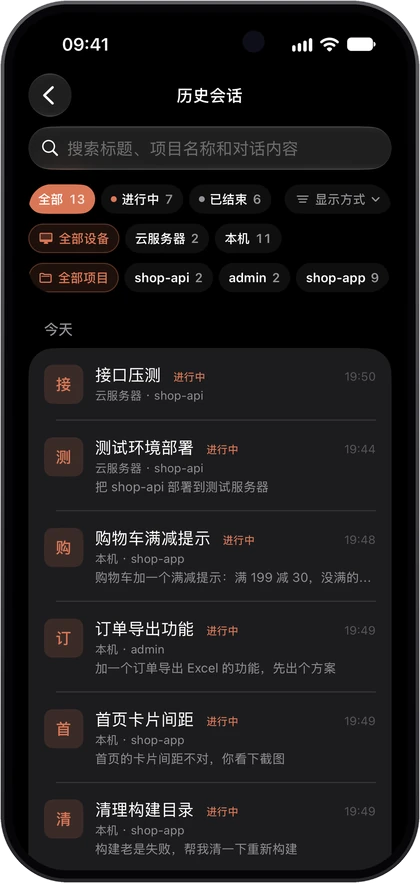 09:41
历史会话
搜索标题、项目名称和对话内容
全部 13 进行中 7 已结束 6 显示方式
全部设备 云服务器 2 本机 11
全部项目 shop-api 2 admin 2 shop-app 9
今天
接 接口压测 进行中 19:50
云服务器 · shop-api
测 测试环境部署 进行中 19:44
云服务器 · shop-api
把 shop-api 部署到测试服务器
购 购物车满减提示 进行中 19:48
本机 · shop-app
购物车加一个满减提示：满 199 减 30，没满的...
订 订单导出功能 进行中 19:49
本机 · admin
加一个订单导出 Excel 的功能，先出个方案
首 首页卡片间距 进行中 19:49
本机 · shop-app
首页的卡片间距不对，你看下截图
清 清理构建目录 进行中 19:49
本机 · shop-app
构建老是失败，帮我清一下重新构建